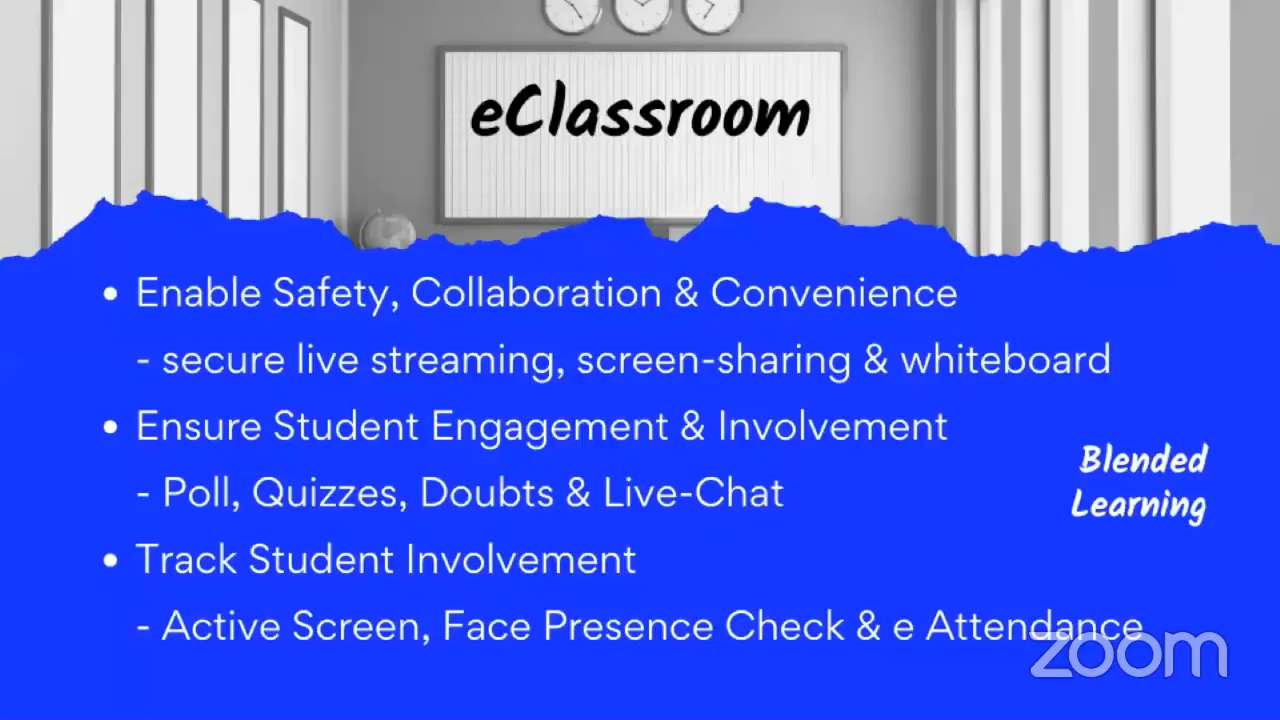 eClassroom
• Enable Safety, Collaboration & Convenience
- secure live streaming, screen-sharing & whiteboard
• Ensure Student Engagement & Involvement
- Poll, Quizzes, Doubts & Live-Chat
Blended
Learning
• Track Student Involvement
- Active Screen, Face Presence Check & e Attendance
zoom